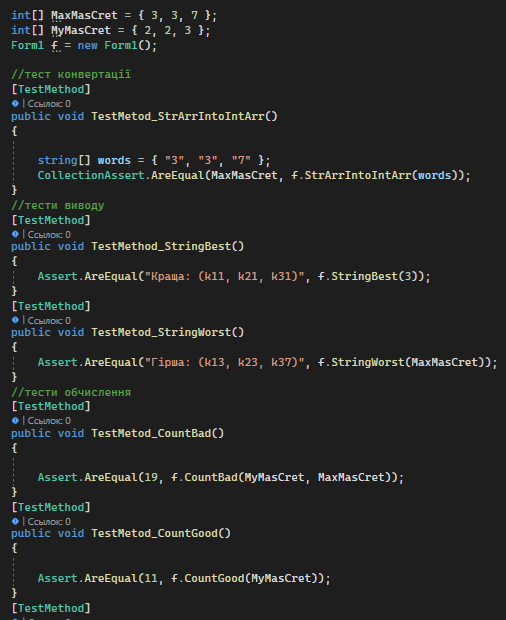 int[] MaxMasCret = { 3, 3, 7 };
int[] MyMasCret = { 2, 2, 3 };
Form1 f = new Form1();
//тест конвертації
[TestMethod]
| Ссылок: 0
public void TestMetod_StrArrIntoIntArr()
{
string[] words = { "3", "3", "7" };
CollectionAssert.AreEqual(MaxMasCret, f.StrArrIntoIntArr(words));
}
//тести виводу
[TestMethod]
| Ссылок: 0
public void TestMethod_StringBest()
{
Assert.AreEqual("Краща: (k11, k21, k31)", f.StringBest(3));
}
[TestMethod]
| Ссылок: 0
public void TestMetod_StringWorst()
{
Assert.AreEqual("Гірша: (k13, k23, k37)", f.StringWorst(MaxMasCret));
}
//тести обчислення
[TestMethod]
| Ссылок: 0
public void TestMetod_CountBad()
{
Assert.AreEqual(19, f.CountBad(MyMasCret, MaxMasCret));
}
[TestMethod]
| Ссылок: 0
public void TestMetod_CountGood()
{
Assert.AreEqual(11, f.CountGood(MyMasCret));
}
[TestMethod]